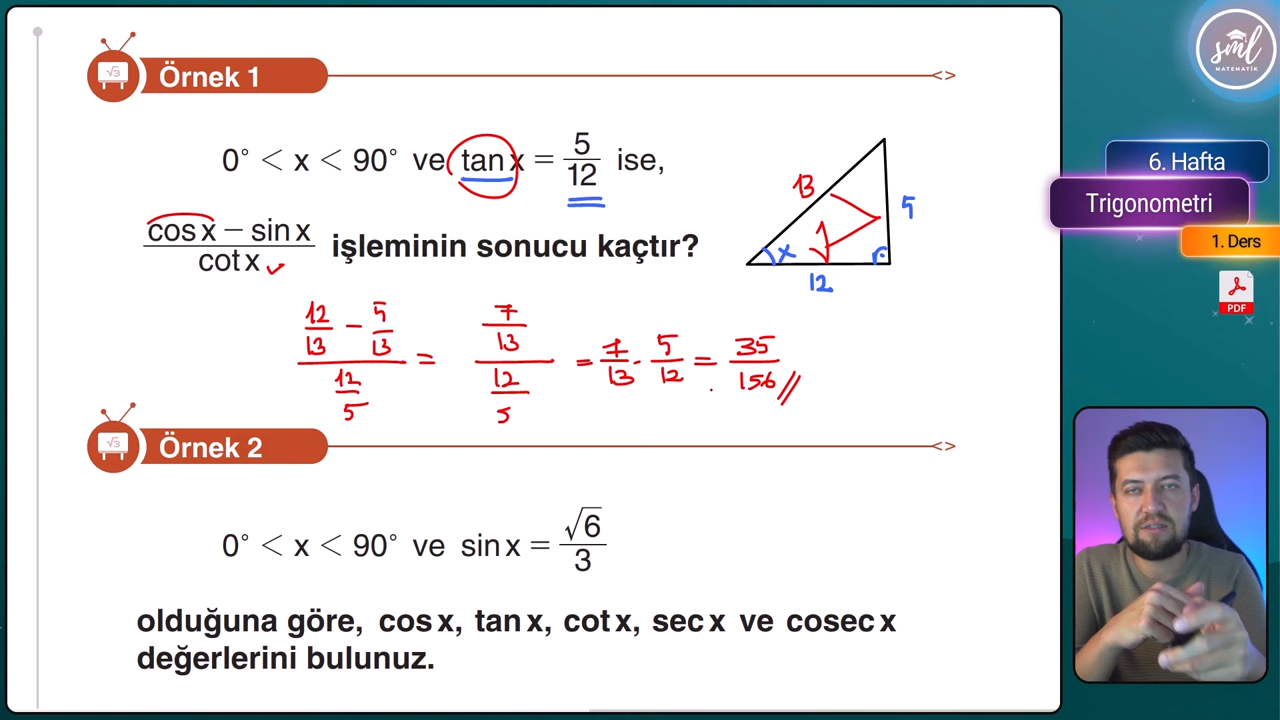 Örnek 1
0° < x < 90° ve tan x = 5/12 ise,
(cos x − sin x)/(cot x) işleminin sonucu kaçtır?
13
5
x
12
(12/13 − 5/13)/(12/5) = (7/13)/(12/5) = 7/13 · 5/12 = 35/156 //
Örnek 2
0° < x < 90° ve sin x = √6/3
olduğuna göre, cos x, tan x, cot x, sec x ve cosec x
değerlerini bulunuz.
√3
√3
sml
MATEMATİK
6. Hafta
Trigonometri
1. Ders
PDF